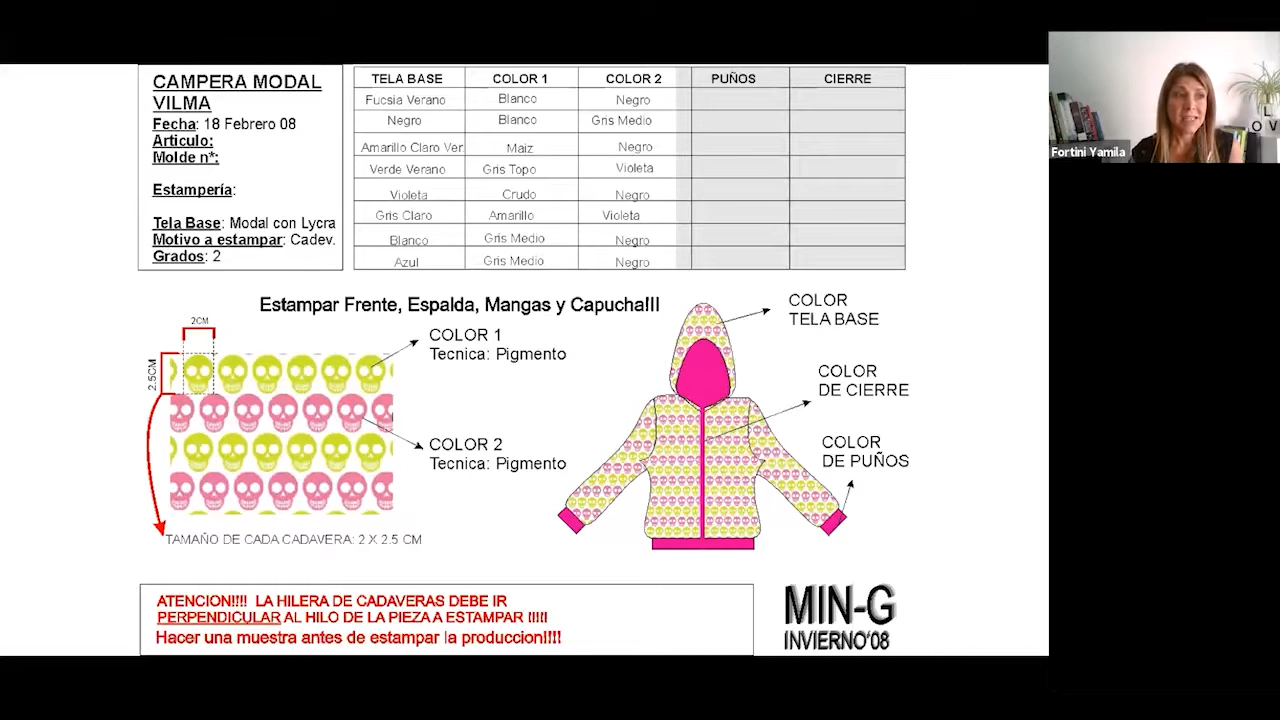 CAMPERA MODAL
VILMA
Fecha: 18 Febrero 08
Articulo:
Molde n*:
Estampería:
Tela Base: Modal con Lycra
Motivo a estampar: Cadev.
Grados: 2
TELA BASE COLOR 1 COLOR 2 PUÑOS CIERRE
Fucsia Verano Blanco Negro
Negro Blanco Gris Medio
Amarillo Claro Ver. Maiz Negro
Verde Verano Gris Topo Violeta
Violeta Crudo Negro
Gris Claro Amarillo Violeta
Blanco Gris Medio Negro
Azul Gris Medio Negro
Fortini Yamila
L
OV
Estampar Frente, Espalda, Mangas y Capucha!!!
2CM
2.5CM
COLOR 1
Tecnica: Pigmento
COLOR 2
Tecnica: Pigmento
TAMAÑO DE CADA CADAVERA: 2 X 2.5 CM
COLOR
TELA BASE
COLOR
DE CIERRE
COLOR
DE PUÑOS
ATENCION!!!! LA HILERA DE CADAVERAS DEBE IR
PERPENDICULAR AL HILO DE LA PIEZA A ESTAMPAR !!!!!
Hacer una muestra antes de estampar la produccion!!!!
MIN-G
INVIERNO'08